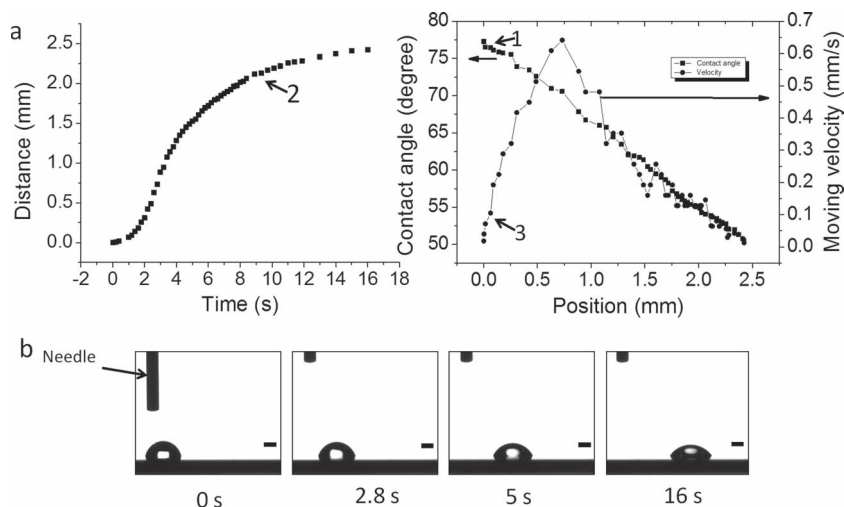 a
2.5
2.0
1.5
1.0
0.5
0.0
Distance (mm)
0 2 4 6 8 10 12 14 16 18
-2
Time (s)
2
80
75
70
65
60
55
50
Contact angle (degree)
0.0 0.5 1.0 1.5 2.0 2.5
Position (mm)
0.7
0.6
0.5
0.4
0.3
0.2
0.1
0.0
Moving velocity (mm/s)
Contact angle
Velocity
1
3
b
Needle
0 s
2.8 s
5 s
16 s